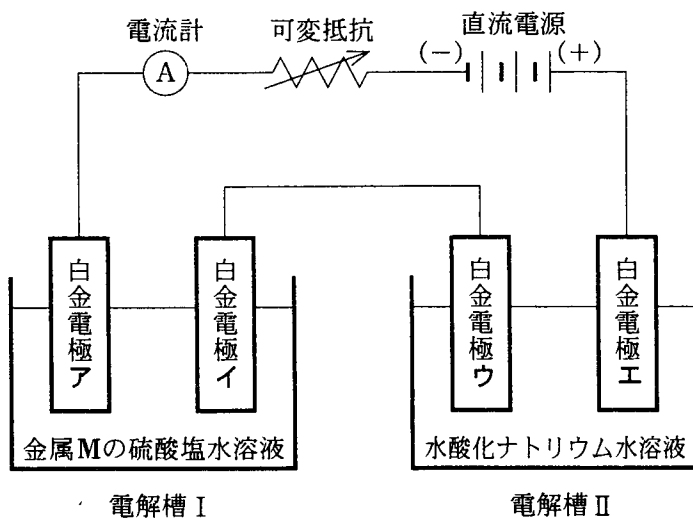 電流計 可変抵抗 直流電源
(−) (+)
A
白金電極ア
白金電極イ
白金電極ウ
白金電極エ
金属Mの硫酸塩水溶液
水酸化ナトリウム水溶液
電解槽Ⅰ
電解槽Ⅱ